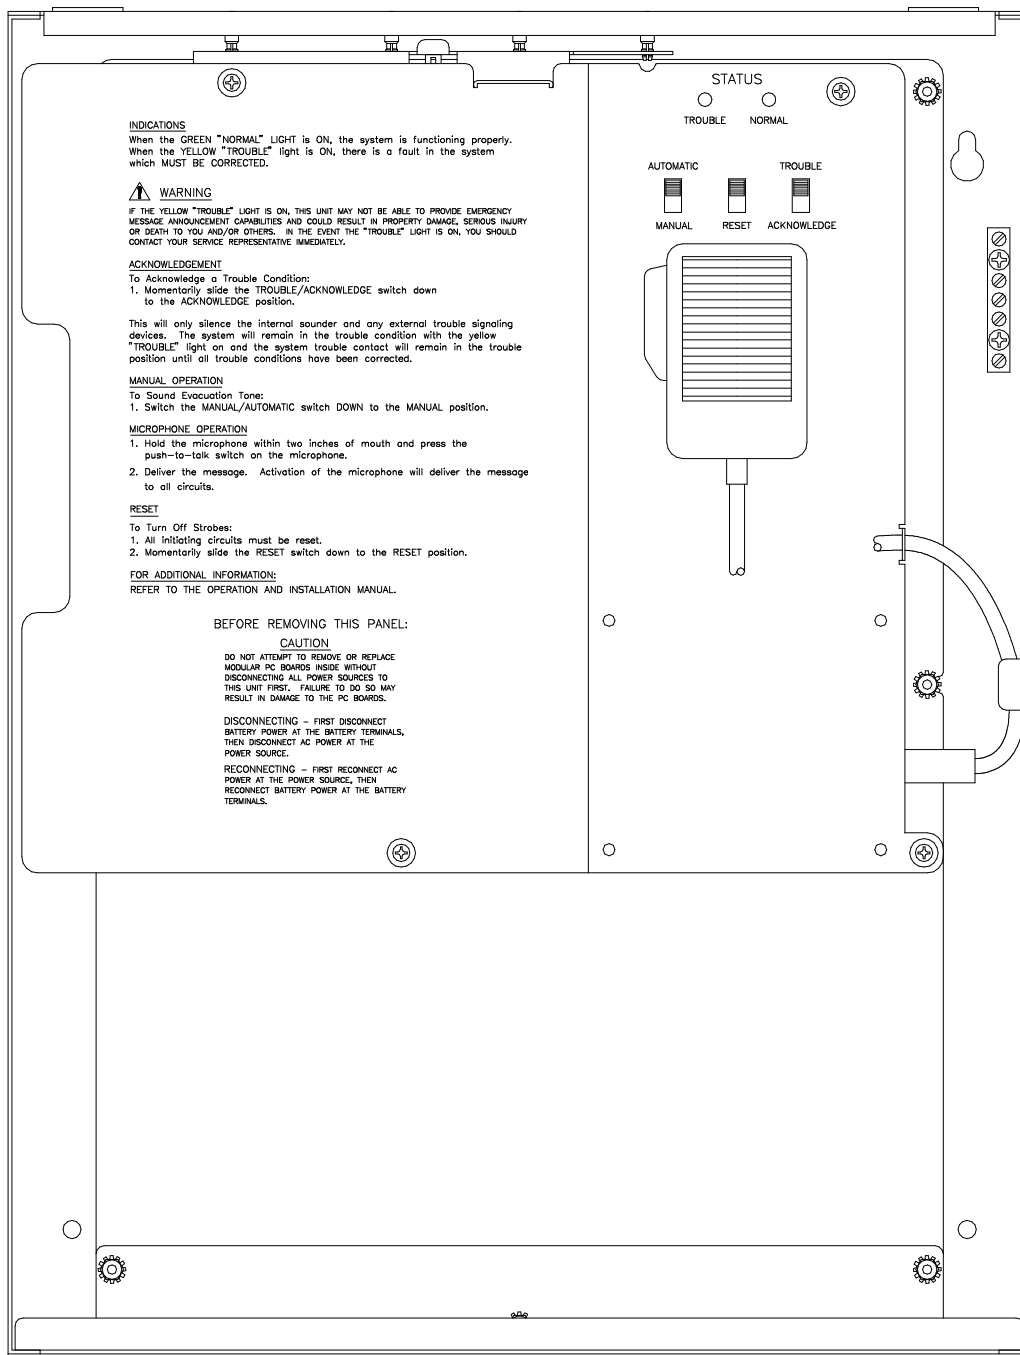 INDICATIONS
When the GREEN "NORMAL" LIGHT is ON, the system is functioning properly.
When the YELLOW "TROUBLE" light is ON, there is a fault in the system
which MUST BE CORRECTED.
WARNING
IF THE YELLOW "TROUBLE" LIGHT IS ON, THIS UNIT MAY NOT BE ABLE TO PROVIDE EMERGENCY
MESSAGE ANNOUNCEMENT CAPABILITIES AND COULD RESULT IN PROPERTY DAMAGE, SERIOUS INJURY
OR DEATH TO YOU AND/OR OTHERS. IN THE EVENT THE "TROUBLE" LIGHT IS ON, YOU SHOULD
CONTACT YOUR SERVICE REPRESENTATIVE IMMEDIATELY.
ACKNOWLEDGEMENT
To Acknowledge a Trouble Condition:
1. Momentarily slide the TROUBLE/ACKNOWLEDGE switch down
to the ACKNOWLEDGE position.
This will only silence the internal sounder and any external trouble signaling
devices. The system will remain in the trouble condition with the yellow
"TROUBLE" light on and the system trouble contact will remain in the trouble
position until all trouble conditions have been corrected.
MANUAL OPERATION
To Sound Evacuation Tone:
1. Switch the MANUAL/AUTOMATIC switch DOWN to the MANUAL position.
MICROPHONE OPERATION
1. Hold the microphone within two inches of mouth and press the
push-to-talk switch on the microphone.
2. Deliver the message. Activation of the microphone will deliver the message
to all circuits.
RESET
To Turn Off Strobes:
1. All initiating circuits must be reset.
2. Momentarily slide the RESET switch down to the RESET position.
FOR ADDITIONAL INFORMATION:
REFER TO THE OPERATION AND INSTALLATION MANUAL.
BEFORE REMOVING THIS PANEL:
CAUTION
DO NOT ATTEMPT TO REMOVE OR REPLACE
MODULAR PC BOARDS INSIDE WITHOUT
DISCONNECTING ALL POWER SOURCES TO
THIS UNIT FIRST. FAILURE TO DO SO MAY
RESULT IN DAMAGE TO THE PC BOARDS.
DISCONNECTING - FIRST DISCONNECT
BATTERY POWER AT THE BATTERY TERMINALS,
THEN DISCONNECT AC POWER AT THE
POWER SOURCE.
RECONNECTING - FIRST RECONNECT AC
POWER AT THE POWER SOURCE, THEN
RECONNECT BATTERY POWER AT THE BATTERY
TERMINALS.
STATUS
TROUBLE NORMAL
AUTOMATIC TROUBLE
MANUAL RESET ACKNOWLEDGE